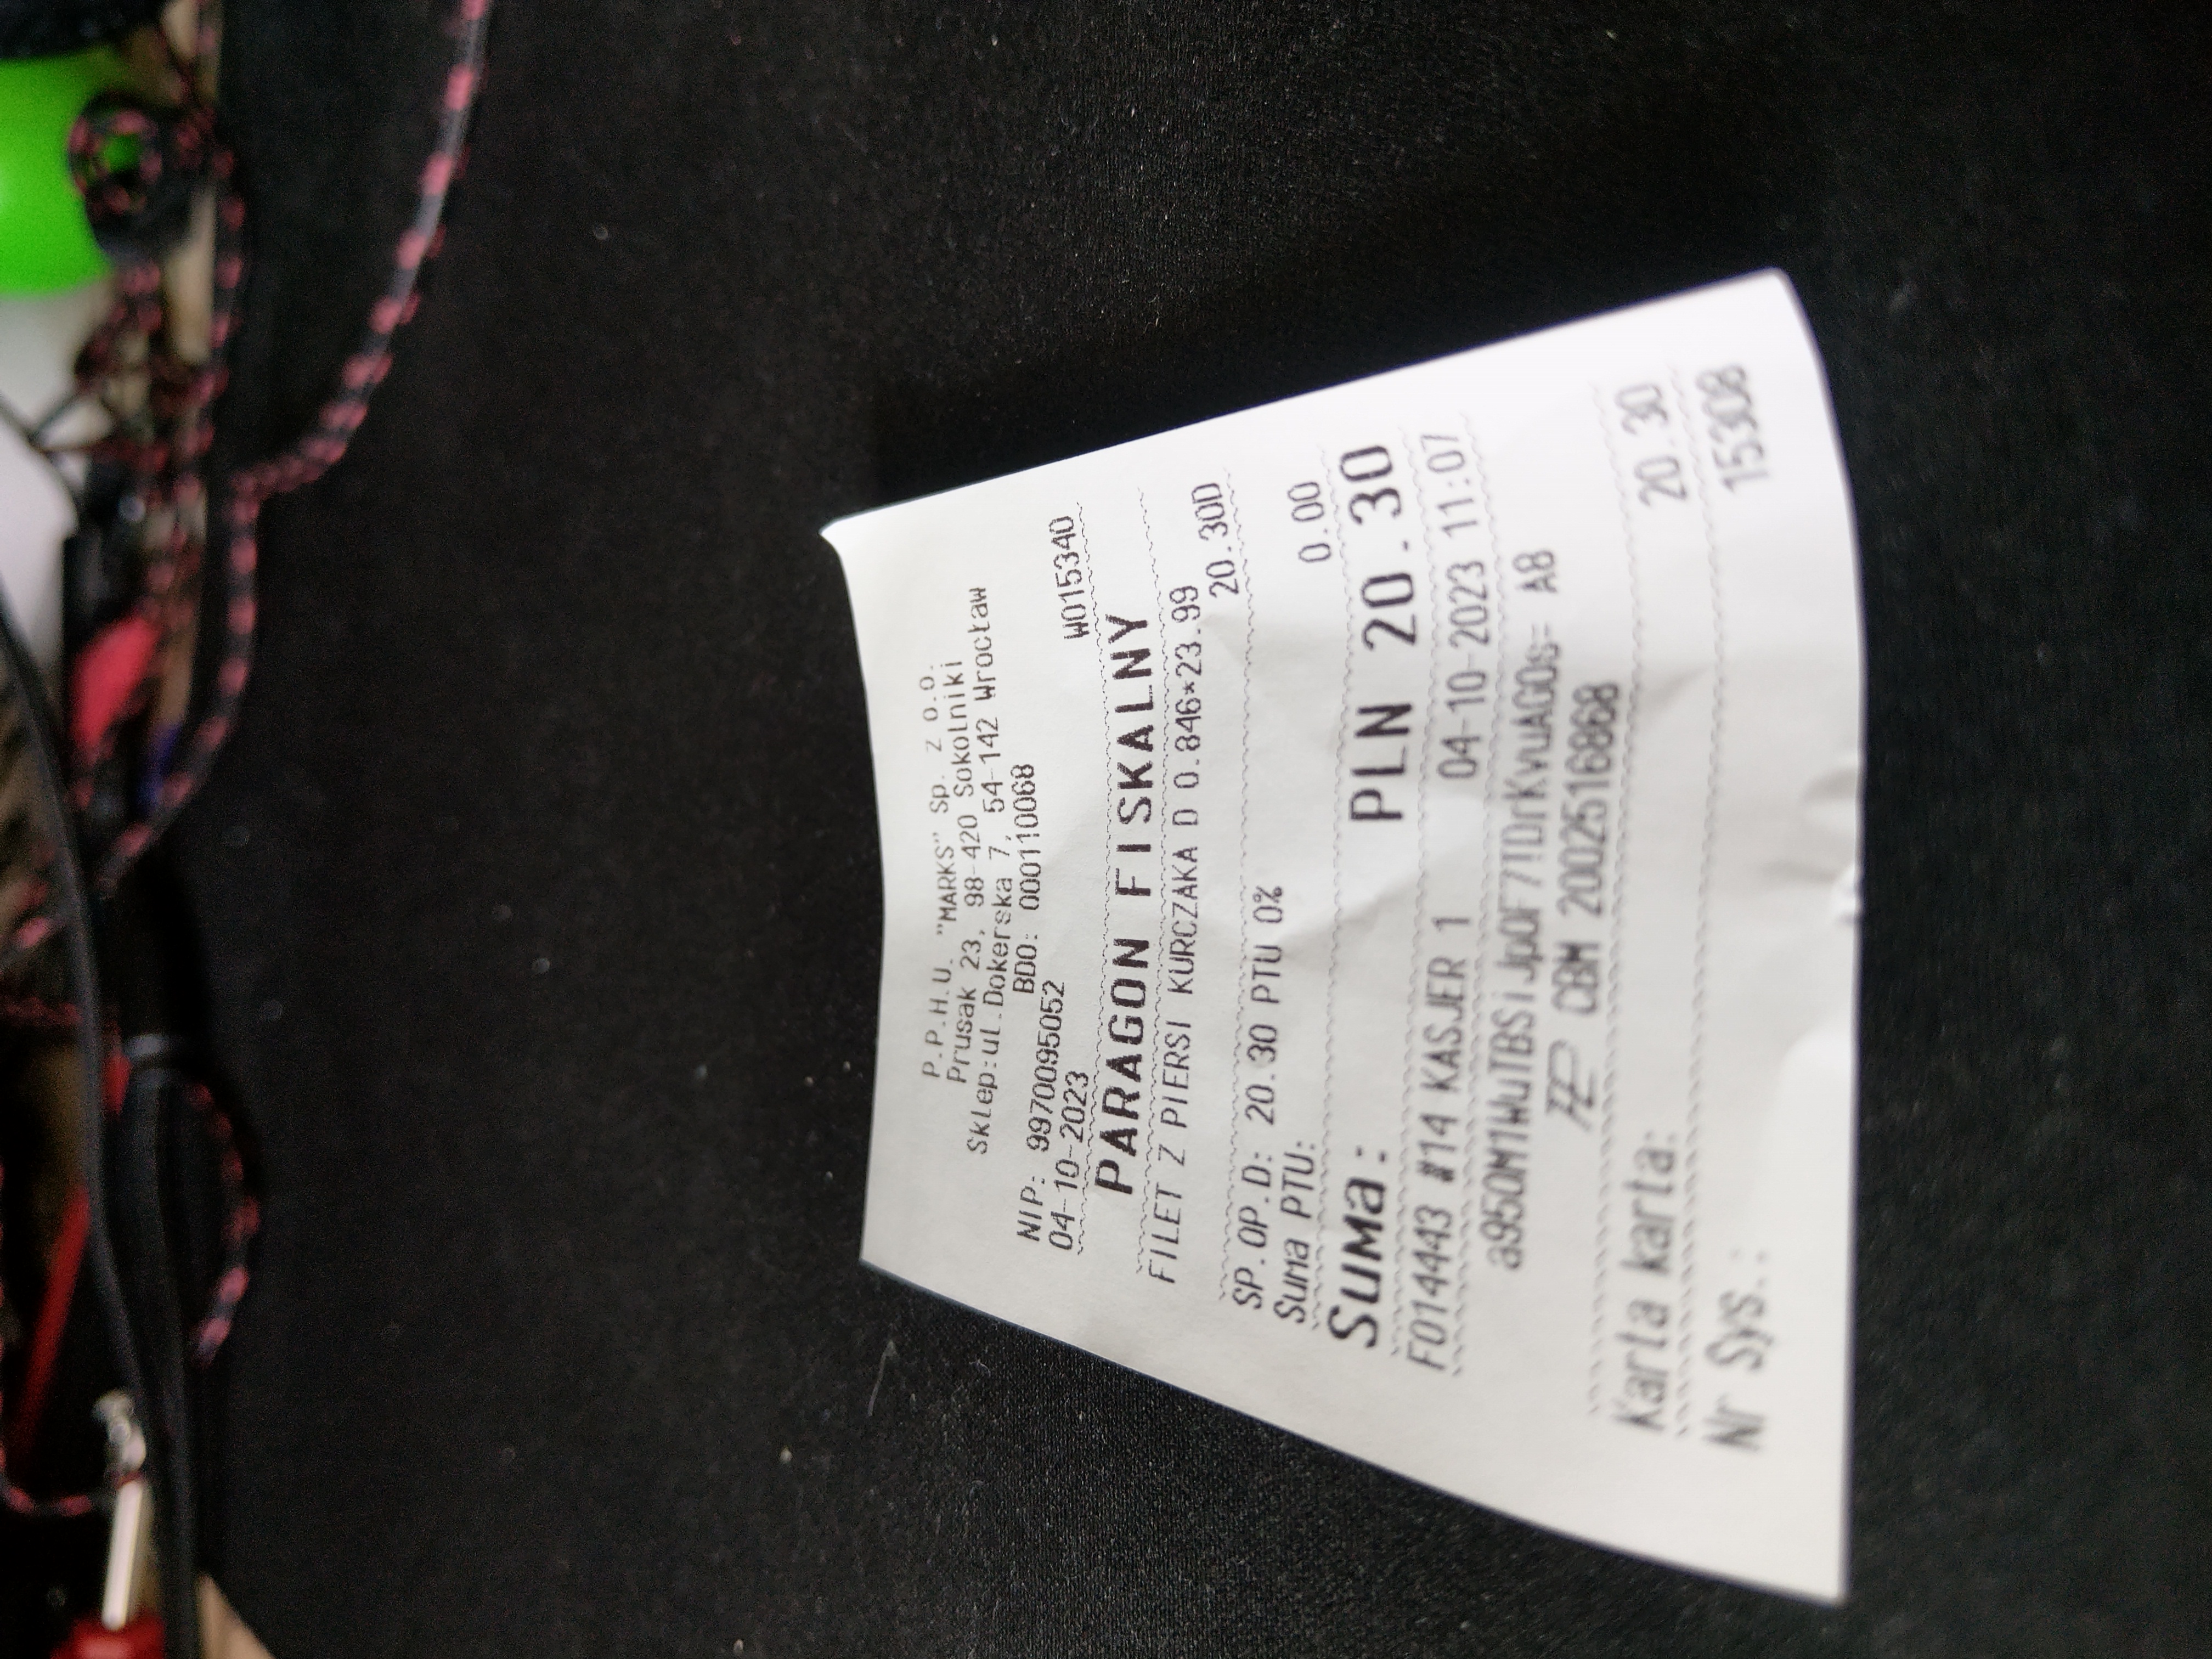 P.P.H.U. "MARKS" Sp. z o.o.
Prusak 23, 98-420 Sokolniki
Sklep:ul.Dokerska 7, 54-142 Wrocław
BDO: 000110068
NIP: 9970095052
04-10-2023 W015340
PARAGON FISKALNY
FILET Z PIERSI KURCZAKA D 0.846*23.99
20.30D
SP.OP.D: 20.30 PTU 0%
Suma PTU: 0.00
Suma: PLN 20.30
F014443 #14 KASJER 1 04-10-2023 11:07
A8
CBM 2002516868
Karta karta: 20.30
Nr Sys.: 15308